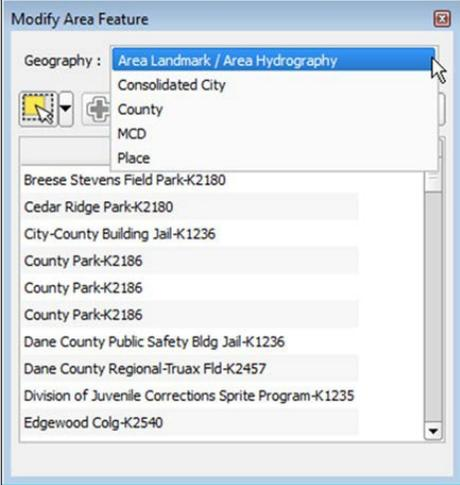 Modify Area Feature
Geography :
Area Landmark / Area Hydrography
Consolidated City
County
MCD
Place
Breese Stevens Field Park-K2180
Cedar Ridge Park-K2180
City-County Building Jail-K1236
County Park-K2186
County Park-K2186
County Park-K2186
Dane County Public Safety Bldg Jail-K1236
Dane County Regional-Truax Fld-K2457
Division of Juvenile Corrections Sprite Program-K1235
Edgewood Colg-K2540